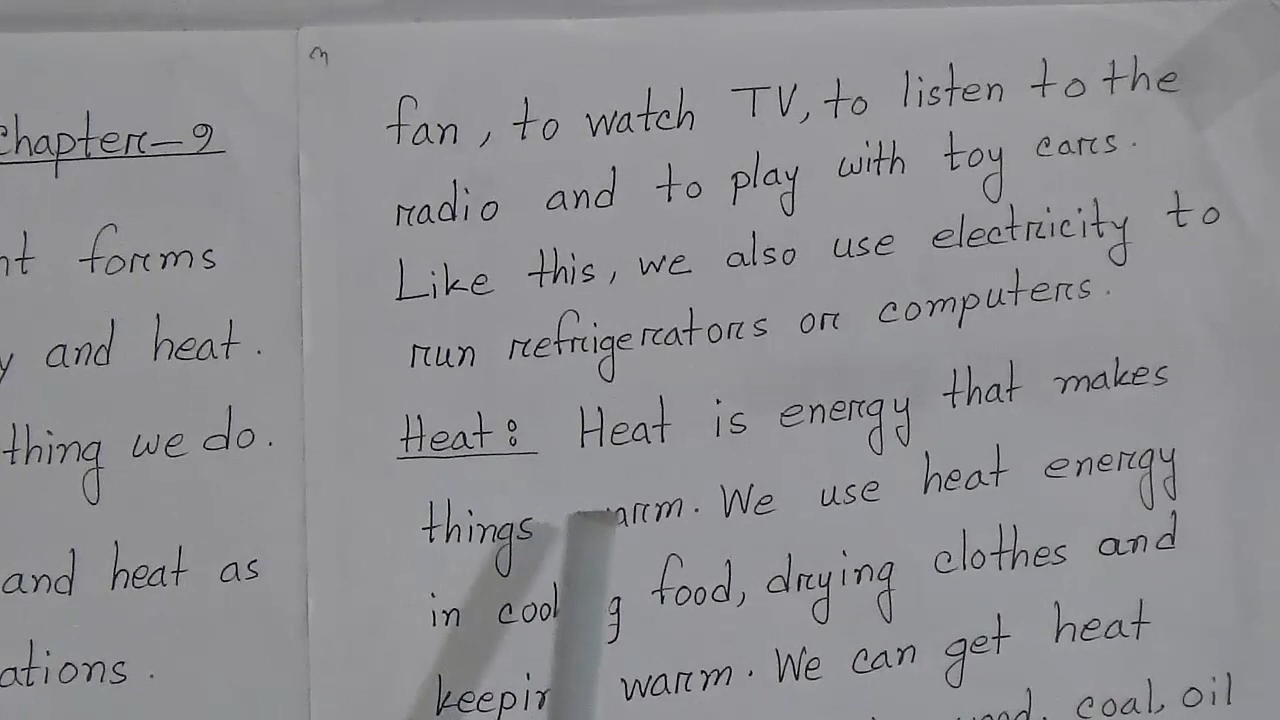 Chapter-9
nt forms
y and heat.
thing we do.
and heat as
ations.
3
fan, to watch TV, to listen to the
radio and to play with toy cars.
Like this, we also use electricity to
run refrigerators or computers.
Heat: Heat is energy that makes
things arm. We use heat energy
in coo g food, drying clothes and
keepin warm. We can get heat
coal, oil